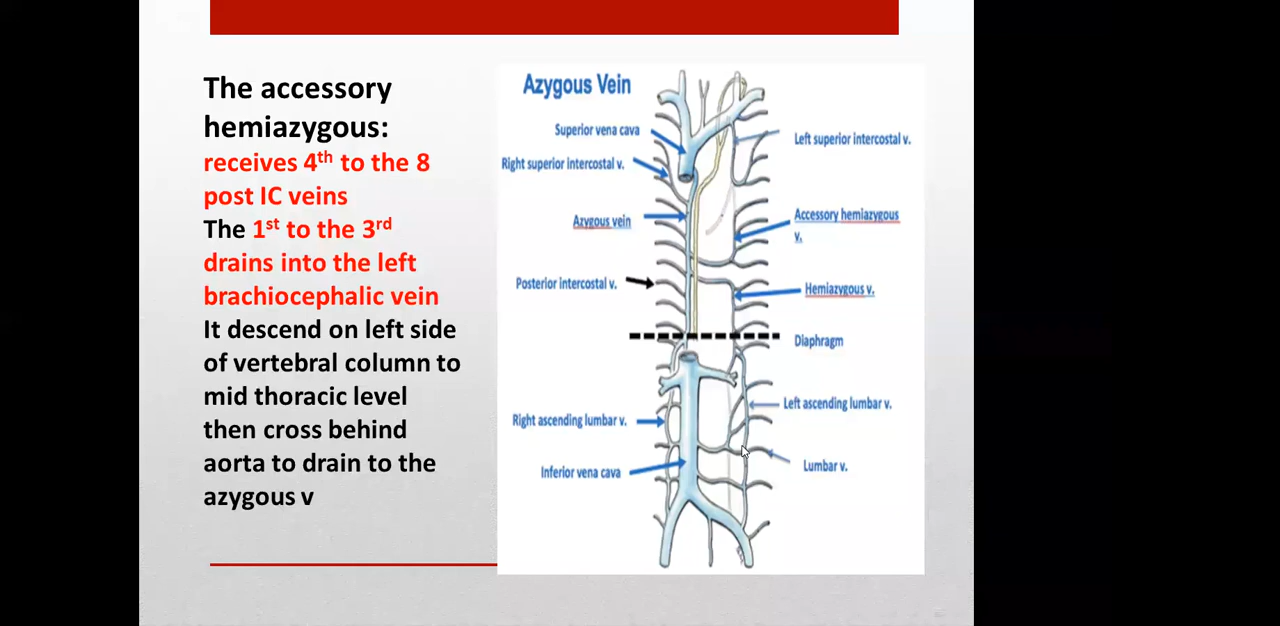 The accessory
hemiazygous:
receives 4th to the 8
post IC veins
The 1st to the 3rd
drains into the left
brachiocephalic vein
It descend on left side
of vertebral column to
mid thoracic level
then cross behind
aorta to drain to the
azygous v
Azygous Vein
Superior vena cava
Right superior intercostal v.
Azygous vein
Posterior intercostal v.
Right ascending lumbar v.
Inferior vena cava
Left superior intercostal v.
Accessory hemiazygous
v.
Hemiazygous v.
Diaphragm
Left ascending lumbar v.
Lumbar v.